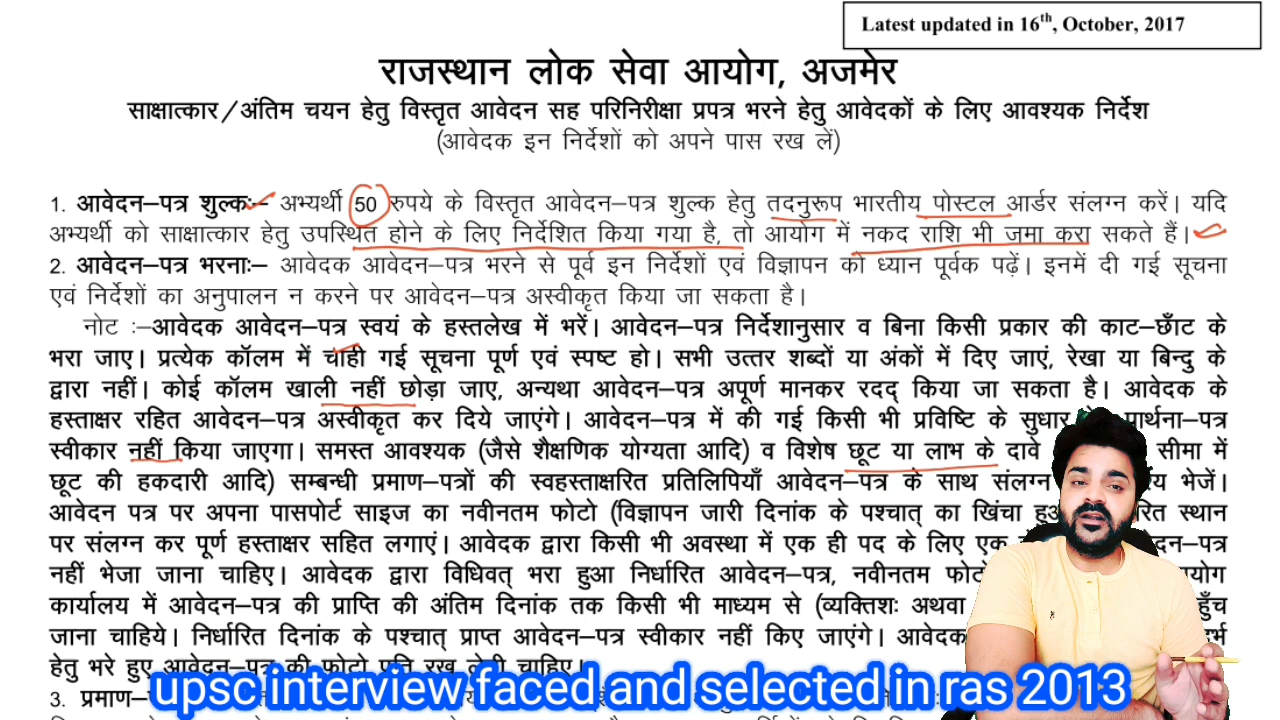 Latest updated in 16th, October, 2017
राजस्थान लोक सेवा आयोग, अजमेर
साक्षात्कार/अंतिम चयन हेतु विस्तृत आवेदन सह परिनिरीक्षा प्रपत्र भरने हेतु आवेदकों के लिए आवश्यक निर्देश
(आवेदक इन निर्देशों को अपने पास रख लें)
1. आवेदन–पत्र शुल्कः– अभ्यर्थी 50 रुपये के विस्तृत आवेदन–पत्र शुल्क हेतु तदनुरूप भारतीय पोस्टल आर्डर संलग्न करें। यदि
अभ्यर्थी को साक्षात्कार हेतु उपस्थित होने के लिए निर्देशित किया गया है, तो आयोग में नकद राशि भी जमा करा सकते हैं।
2. आवेदन–पत्र भरनाः– आवेदक आवेदन–पत्र भरने से पूर्व इन निर्देशों एवं विज्ञापन को ध्यान पूर्वक पढ़ें। इनमें दी गई सूचना
एवं निर्देशों का अनुपालन न करने पर आवेदन–पत्र अस्वीकृत किया जा सकता है।
नोट :–आवेदक आवेदन–पत्र स्वयं के हस्तलेख में भरें। आवेदन–पत्र निर्देशानुसार व बिना किसी प्रकार की काट–छाँट के
भरा जाए। प्रत्येक कॉलम में चाही गई सूचना पूर्ण एवं स्पष्ट हो। सभी उत्तर शब्दों या अंकों में दिए जाएं, रेखा या बिन्दु के
द्वारा नहीं। कोई कॉलम खाली नहीं छोड़ा जाए, अन्यथा आवेदन–पत्र अपूर्ण मानकर रदद् किया जा सकता है। आवेदक के
हस्ताक्षर रहित आवेदन–पत्र अस्वीकृत कर दिये जाएंगे। आवेदन–पत्र में की गई किसी भी प्रविष्टि के सुधार
स्वीकार नहीं किया जाएगा। समस्त आवश्यक (जैसे शैक्षणिक योग्यता आदि) व विशेष छूट या लाभ के दावे सीमा में
छूट की हकदारी आदि) सम्बन्धी प्रमाण–पत्रों की स्वहस्ताक्षरित प्रतिलिपियाँ आवेदन–पत्र के साथ संलग्न भेजें।
आवेदन पत्र पर अपना पासपोर्ट साइज का नवीनतम फोटो (विज्ञापन जारी दिनांक के पश्चात् का खिंचा स्थान
पर संलग्न कर पूर्ण हस्ताक्षर सहित लगाएं। आवेदक द्वारा किसी भी अवस्था में एक ही पद के लिए एक
नहीं भेजा जाना चाहिए। आवेदक द्वारा विधिवत् भरा हुआ निर्धारित आवेदन–पत्र, नवीनतम
कार्यालय में आवेदन–पत्र की प्राप्ति की अंतिम दिनांक तक किसी भी माध्यम से (व्यक्तिशः अथवा
जाना चाहिये। निर्धारित दिनांक के पश्चात् प्राप्त आवेदन–पत्र स्वीकार नहीं किए जाएंगे।
हेतु भरे हुए आवेदन–पत्र की फोटो प्रति रख लेनी चाहिए।
3.
upsc interview faced and selected in ras 2013